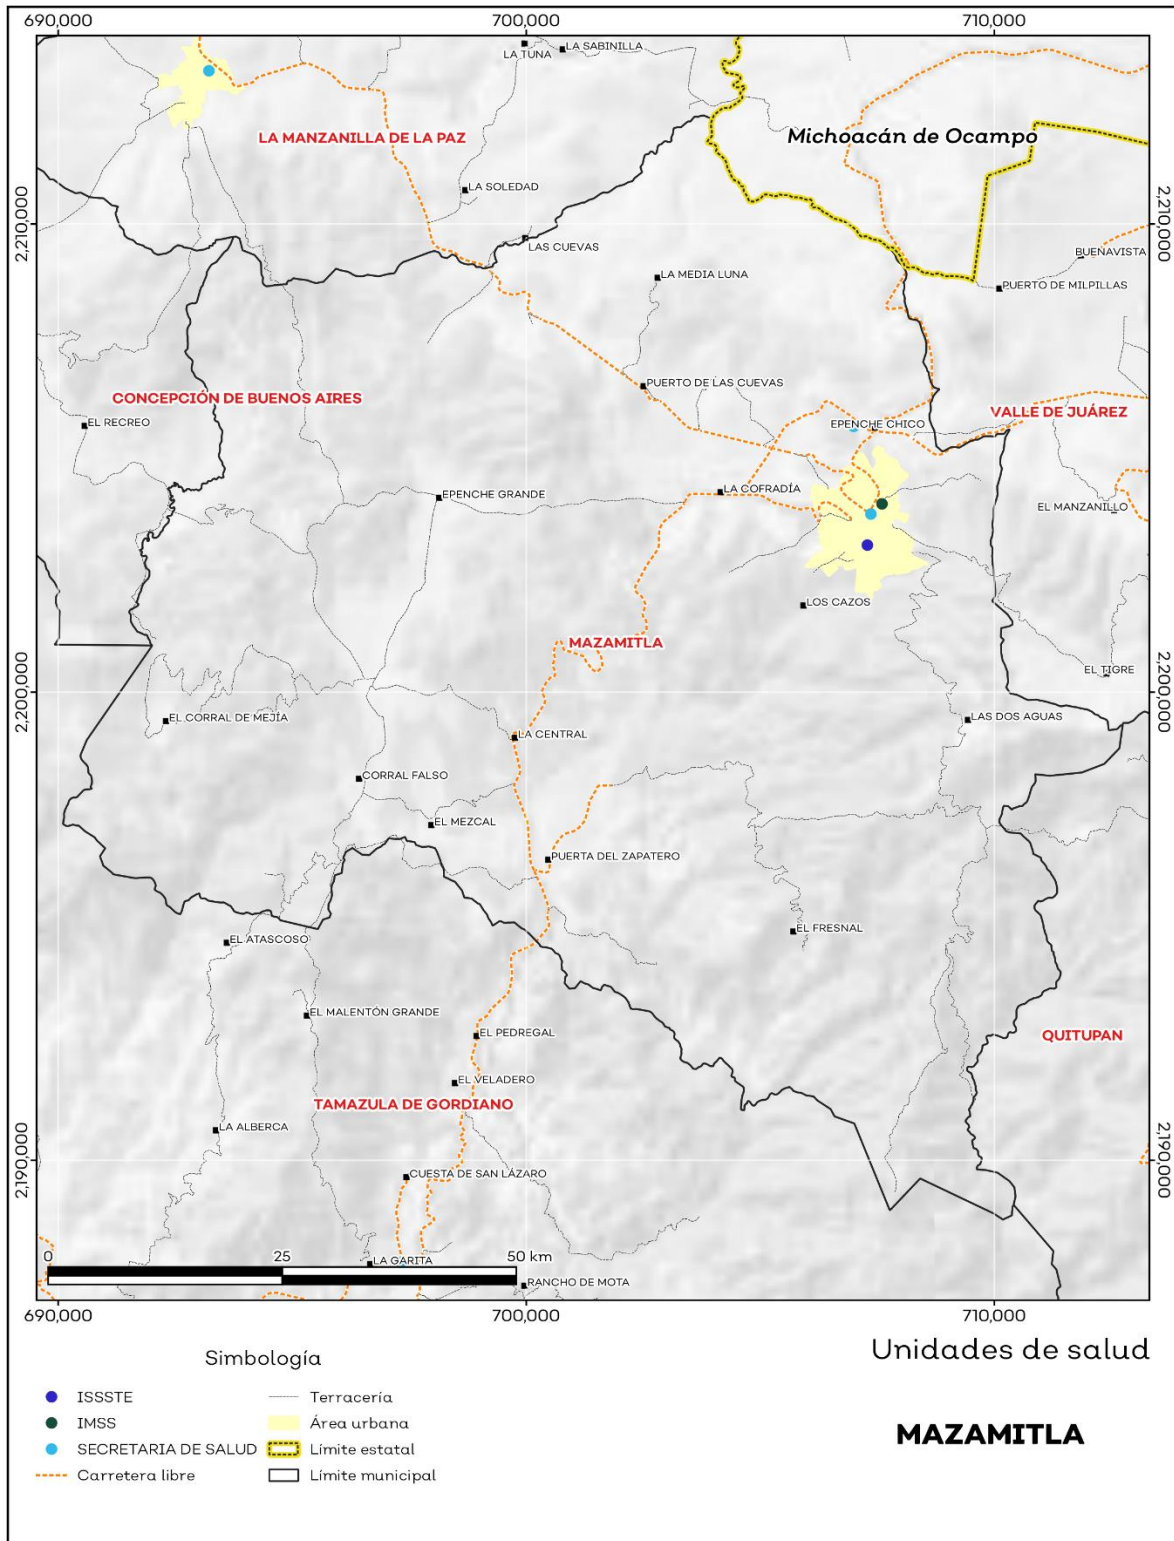 690,000
700,000
710,000
LA TUNA
LA SABINILLA
LA MANZANILLA DE LA PAZ
Michoacán de Ocampo
LA SOLEDAD
2,210,000
2,210,000
LAS CUEVAS
BUENAVISTA
LA MEDIA LUNA
PUERTO DE MILPILLAS
PUERTO DE LAS CUEVAS
CONCEPCIÓN DE BUENOS AIRES
VALLE DE JUÁREZ
EL RECREO
EPENCHE CHICO
LA COFRADÍA
EPENCHE GRANDE
EL MANZANILLO
LOS CAZOS
MAZAMITLA
EL TIGRE
2,200,000
2,200,000
EL CORRAL DE MEJÍA
LAS DOS AGUAS
LA CENTRAL
CORRAL FALSO
EL MEZCAL
PUERTA DEL ZAPATERO
EL FRESNAL
EL ATASCOSO
EL MALENTÓN GRANDE
EL PEDREGAL
QUITUPAN
EL VELADERO
TAMAZULA DE GORDIANO
LA ALBERCA
2,190,000
2,190,000
CUESTA DE SAN LÁZARO
0
25
50 km
LA GARITA
RANCHO DE MOTA
690,000
700,000
710,000
Simbología
Unidades de salud
ISSSTE
Terracería
IMSS
Área urbana
MAZAMITLA
SECRETARIA DE SALUD
Límite estatal
Carretera libre
Límite municipal